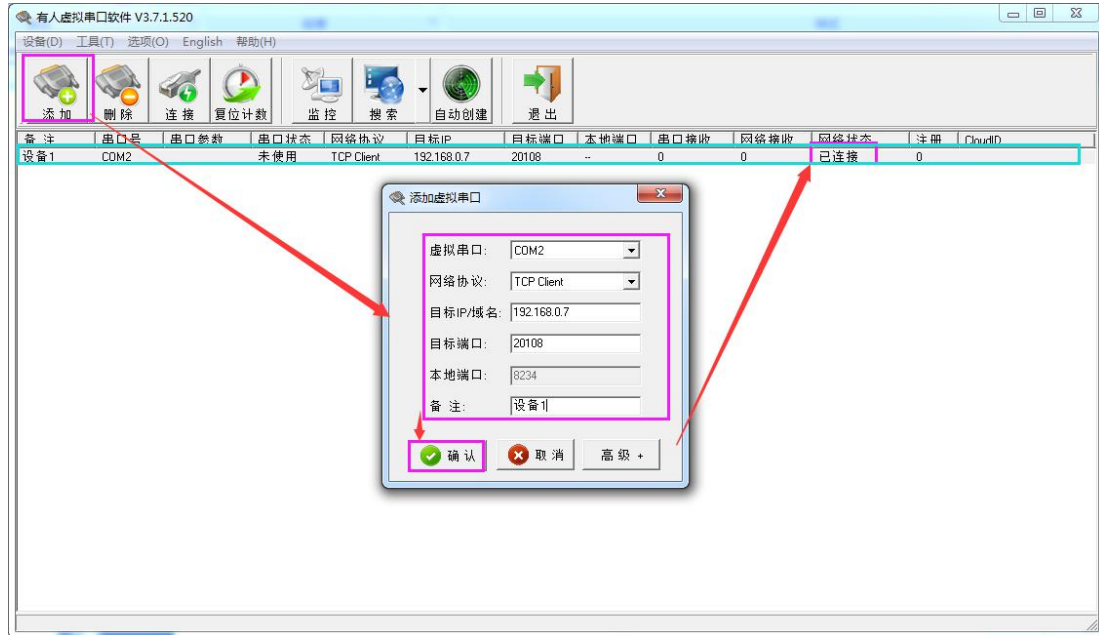 有人虚拟串口软件 V3.7.1.520
设备(D) 工具(T) 选项(O) English 帮助(H)
添加 删除 连接 复位计数 监控 搜索 自动创建 退出
备注 串口号 串口参数 串口状态 网络协议 目标IP 目标端口 本地端口 串口接收 网络接收 网络状态 注册 CloudID
设备1 COM2 未使用 TCP Client 192.168.0.7 20108 -- 0 0 已连接 0
添加虚拟串口
虚拟串口: COM2
网络协议: TCP Client
目标IP/域名: 192.168.0.7
目标端口: 20108
本地端口: 8234
备 注: 设备1
确认 取消 高级 +